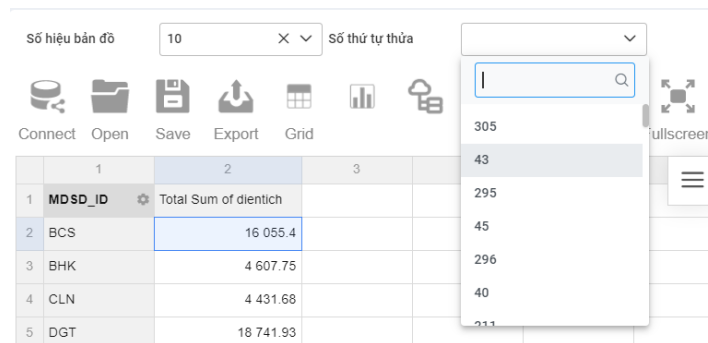 Số hiệu bản đồ 10 Số thứ tự thửa
Connect Open Save Export Grid ullscreen
305
43
295
45
296
40
211
1 2 3
1 MDSD_ID Total Sum of dientich
2 BCS 16 055.4
3 BHK 4 607.75
4 CLN 4 431.68
5 DGT 18 741.93